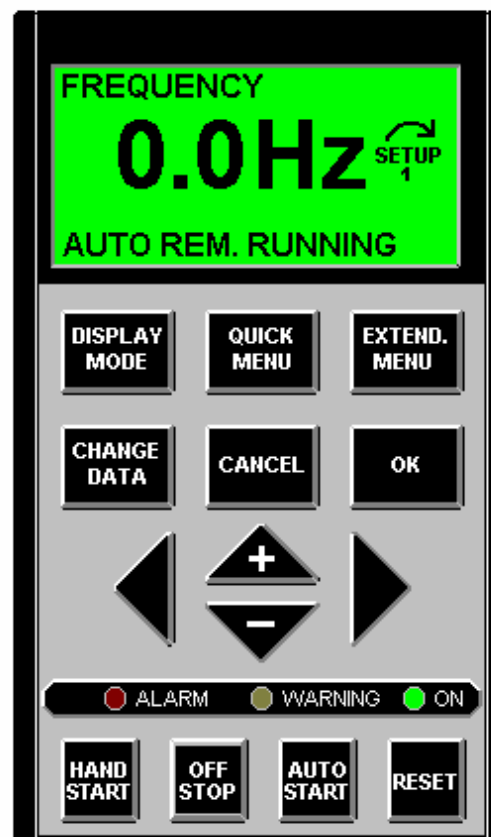 FREQUENCY
0.0Hz
SETUP
1
AUTO REM. RUNNING
DISPLAY
MODE
QUICK
MENU
EXTEND.
MENU
CHANGE
DATA
CANCEL
OK
+
−
ALARM
WARNING
ON
HAND
START
OFF
STOP
AUTO
START
RESET